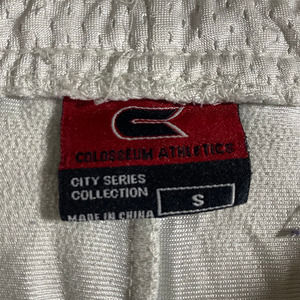 COLOSSEUM ATHLETICS
CITY SERIES
COLLECTION
S
MADE IN CHINA